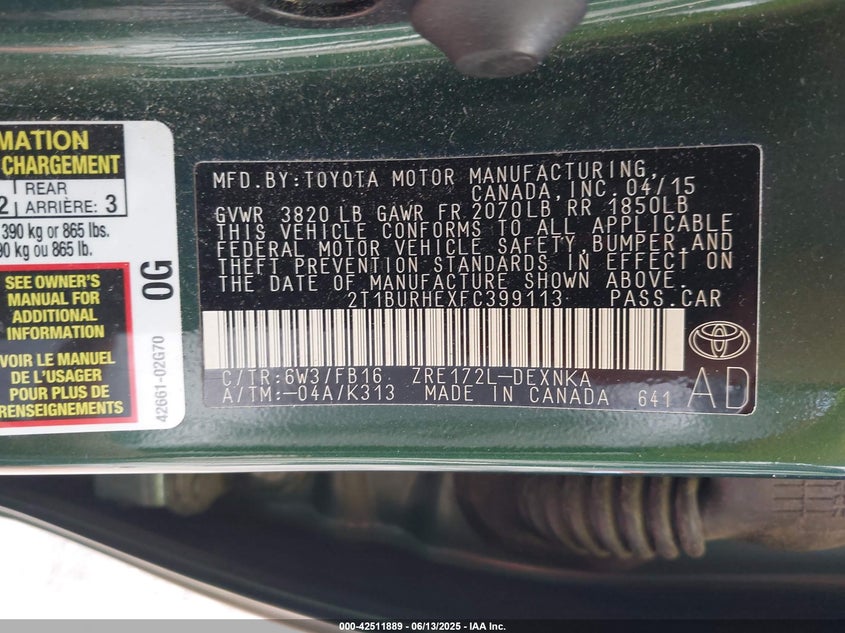 MATION
CHARGEMENT
REAR
2 ARRIÈRE: 3
390 kg or 865 lbs.
90 kg ou 865 lb.
SEE OWNER'S
MANUAL FOR
ADDITIONAL
INFORMATION
VOIR LE MANUEL
DE L'USAGER
POUR PLUS DE
RENSEIGNEMENTS
0G
42661-02G70
MFD.BY:TOYOTA MOTOR MANUFACTURING,
CANADA,INC. 04/15
GVWR 3820 LB GAWR FR 2070LB RR 1850LB
THIS VEHICLE CONFORMS TO ALL APPLICABLE
FEDERAL MOTOR VEHICLE SAFETY,BUMPER,AND
THEFT PREVENTION STANDARDS IN EFFECT ON
THE DATE OF MANUFACTURE SHOWN ABOVE.
2T1BURHEXFC399113 PASS.CAR
C/TR:6W3/FB16 ZRE172L-DEXNKA
A/TM:-04A/K313 MADE IN CANADA 641
AD
000-42511889 - 06/13/2025 - IAA Inc.